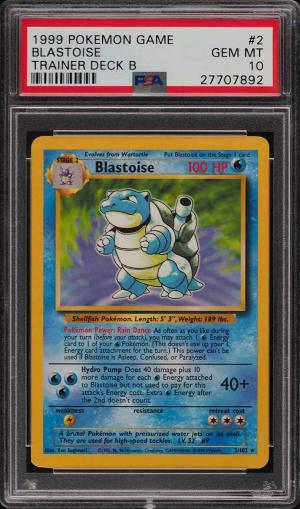 1999 POKEMON GAME #2
BLASTOISE GEM MT
TRAINER DECK B 10
PSA 27707892
Evolves from Wartortle Put Blastoise on the Stage 1 card
STAGE 2
Blastoise 100 HP
Shellfish Pokémon. Length: 5' 3", Weight: 189 lbs.
Pokémon Power: Rain Dance As often as you like during
your turn (before your attack), you may attach 1 Energy
card to 1 of your Pokémon. (This doesn't use up your 1
Energy card attachment for the turn.) This power can't be
used if Blastoise is Asleep, Confused, or Paralyzed.
Hydro Pump Does 40 damage plus 10
more damage for each Energy attached
to Blastoise but not used to pay for this
attack's Energy cost. Extra Energy after
the 2nd doesn't count.
40+
weakness resistance retreat cost
A brutal Pokémon with pressurized water jets on its shell.
They are used for high-speed tackles. LV. 52 #9
Illus. Ken Sugimori
2/102 ★